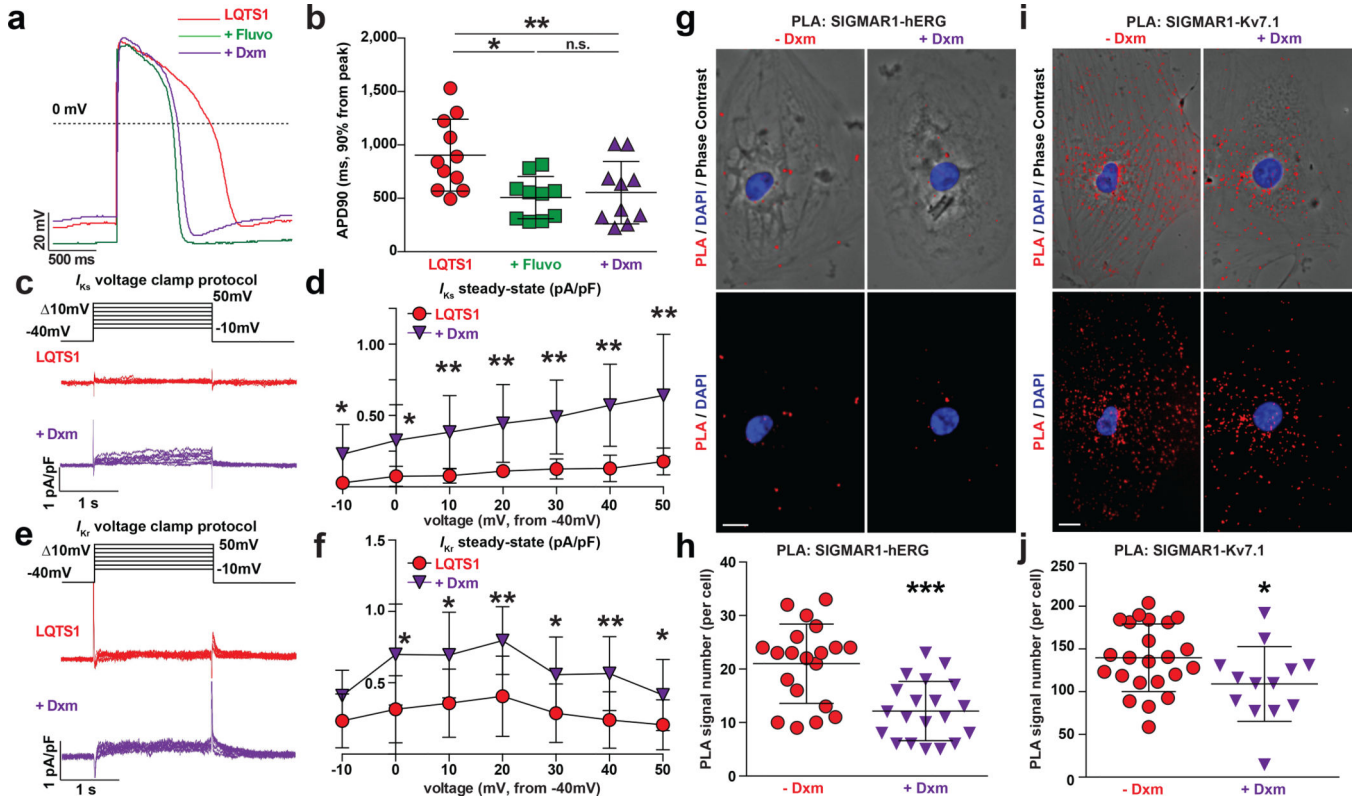 a
LQTS1
+ Fluvo
+ Dxm
0 mV
20 mV
500 ms
b
**
*
n.s.
2,000
1,500
1,000
500
0
APD90 (ms, 90% from peak)
LQTS1
+ Fluvo
+ Dxm
c
IKs voltage clamp protocol
50mV
Δ10mV
-40mV
-10mV
LQTS1
+ Dxm
1 pA/pF
1 s
d
IKs steady-state (pA/pF)
LQTS1
+ Dxm
1.00
0.50
* * ** ** ** ** **
-10 0 10 20 30 40 50
voltage (mV, from -40mV)
e
IKr voltage clamp protocol
50mV
Δ10mV
-40mV
-10mV
LQTS1
+ Dxm
1 pA/pF
1 s
f
IKr steady-state (pA/pF)
1.5
LQTS1
+ Dxm
1.0
0.5
* * ** * ** *
-10 0 10 20 30 40 50
voltage (mV, from -40mV)
g
PLA: SIGMAR1-hERG
- Dxm
+ Dxm
PLA / DAPI / Phase Contrast
PLA / DAPI
h
PLA: SIGMAR1-hERG
40
30
20
10
0
PLA signal number (per cell)
***
- Dxm
+ Dxm
i
PLA: SIGMAR1-Kv7.1
- Dxm
+ Dxm
PLA / DAPI / Phase Contrast
PLA / DAPI
j
PLA: SIGMAR1-Kv7.1
250
200
150
100
50
0
PLA signal number (per cell)
*
- Dxm
+ Dxm